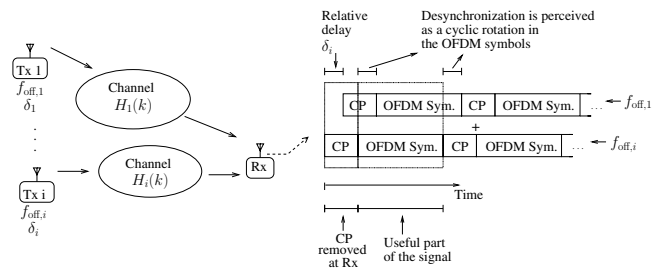 Tx 1
f_off,1
δ_1
Channel
H_1(k)
Channel
H_i(k)
Rx
Tx i
f_off,i
δ_i
Relative
delay
δ_i
Desynchronization is perceived
as a cyclic rotation in
the OFDM symbols
CP OFDM Sym. CP OFDM Sym. ... f_off,1
+
CP OFDM Sym. CP OFDM Sym. ... f_off,i
Time
CP
removed
at Rx
Useful part
of the signal